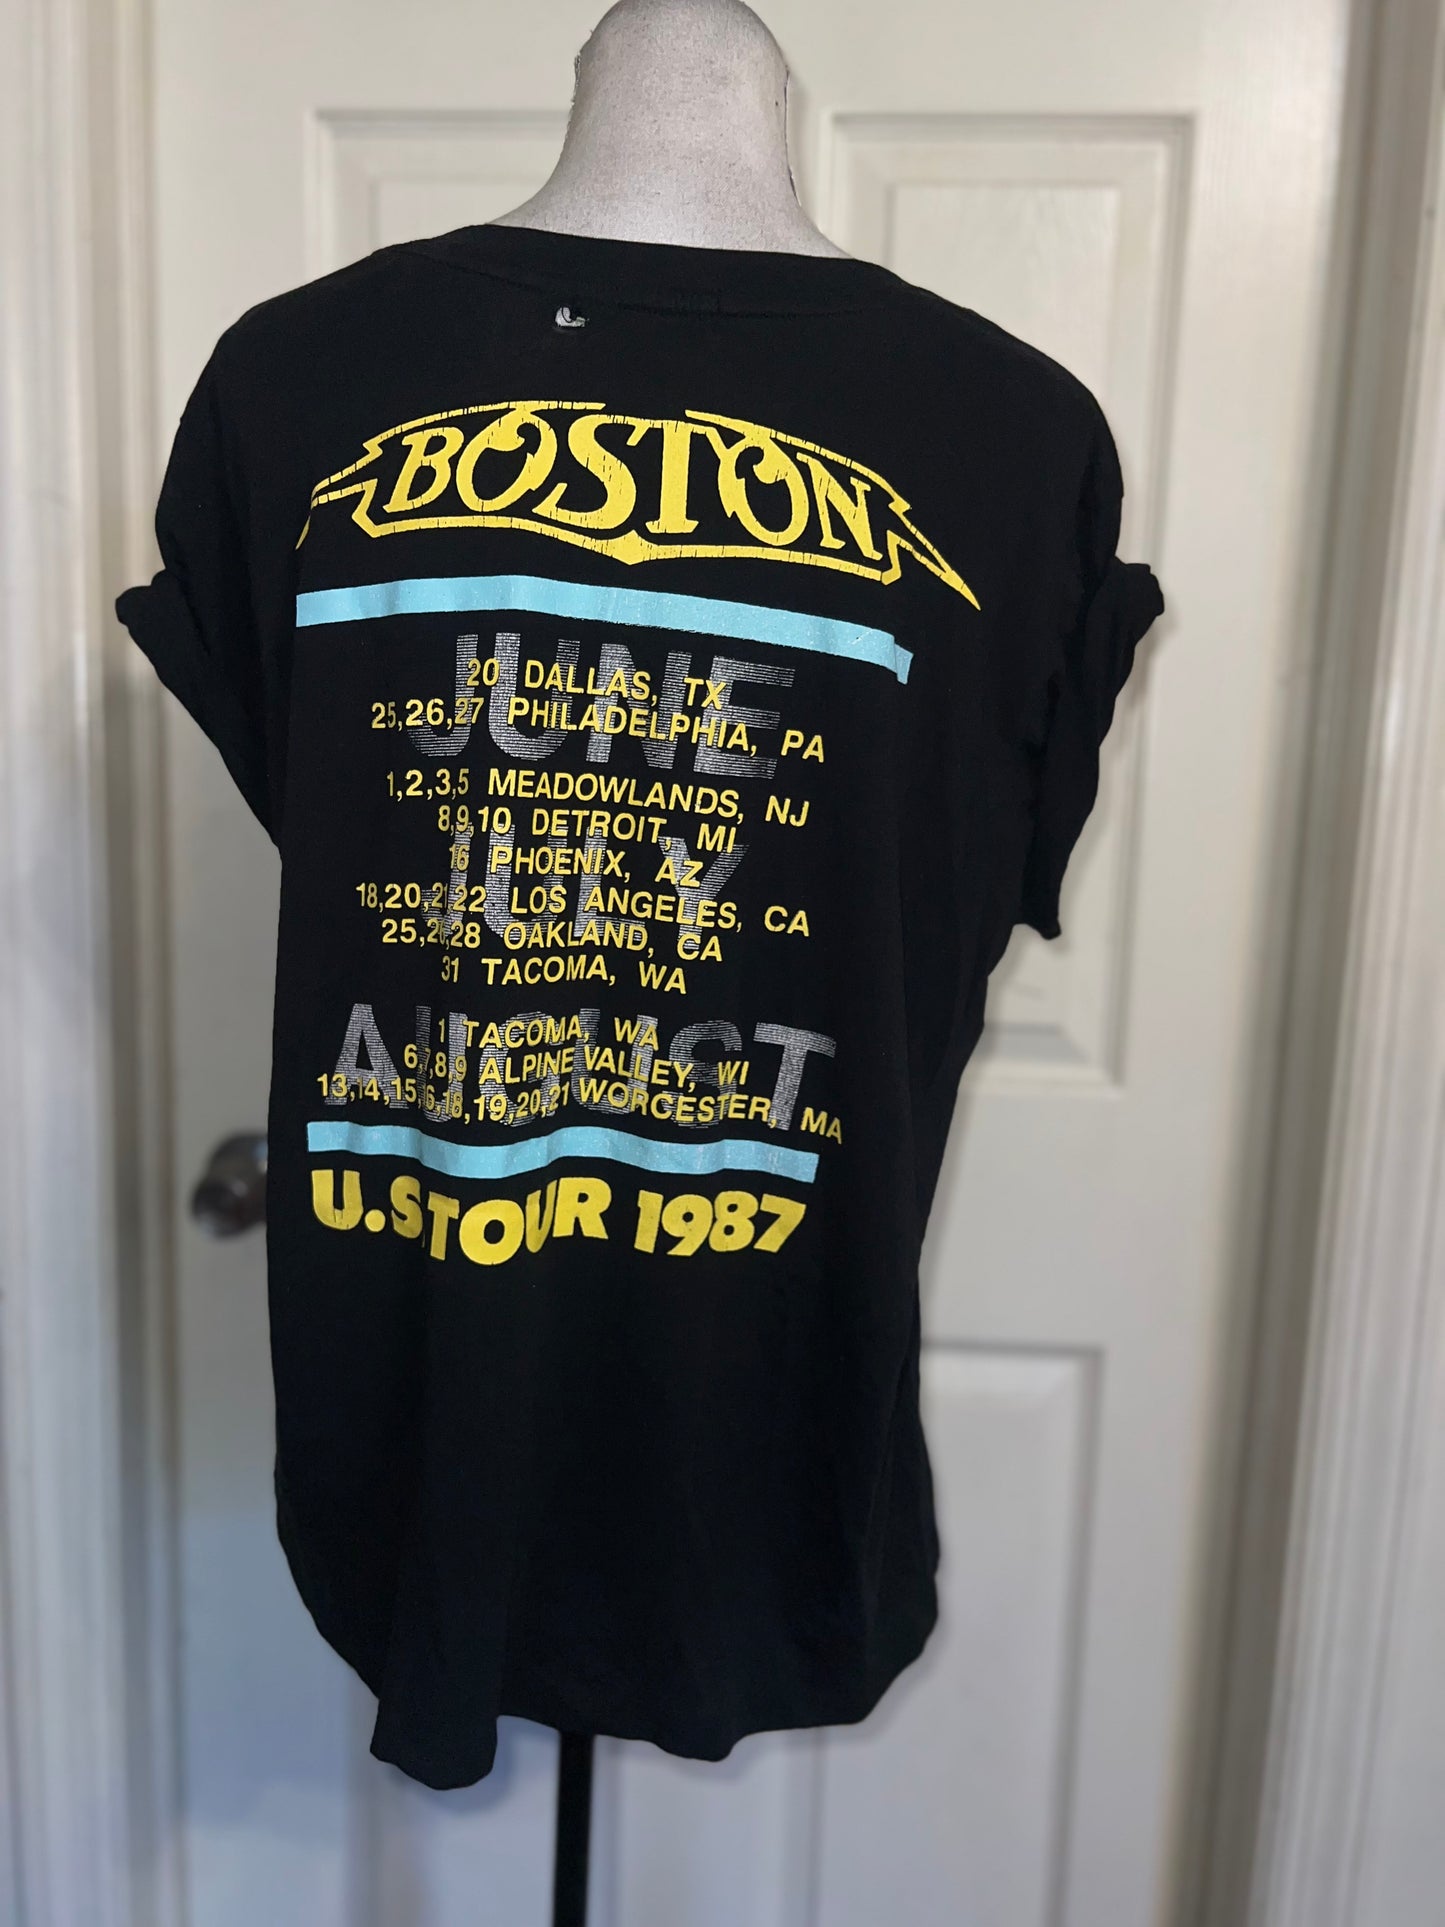 BOSTON
JUNE
20 DALLAS, TX
25,26,27 PHILADELPHIA, PA
JULY
1,2,3,5 MEADOWLANDS, NJ
8,9,10 DETROIT, MI
16 PHOENIX, AZ
18,20,21,22 LOS ANGELES, CA
25,26,28 OAKLAND, CA
31 TACOMA, WA
AUGUST
1 TACOMA, WA
6,7,8,9 ALPINE VALLEY, WI
13,14,15,16,18,19,20,21 WORCESTER, MA
U.S. TOUR 1987